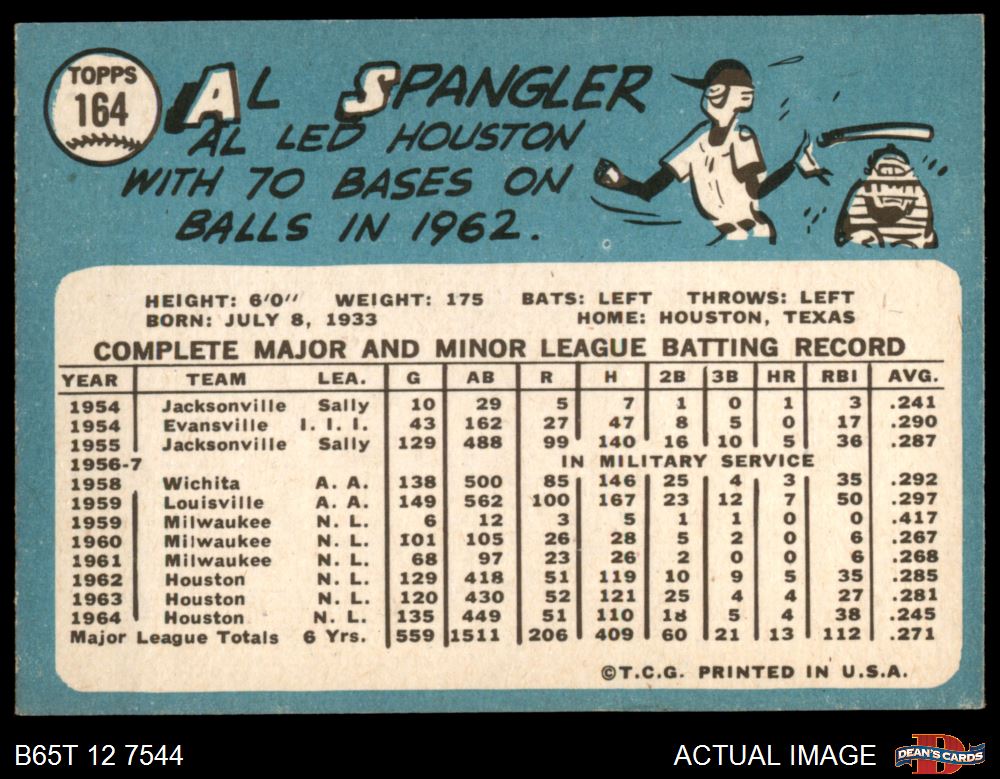 TOPPS
164
AL SPANGLER
AL LED HOUSTON
WITH 70 BASES ON
BALLS IN 1962.
HEIGHT: 6'0" WEIGHT: 175 BATS: LEFT THROWS: LEFT
BORN: JULY 8, 1933 HOME: HOUSTON, TEXAS
COMPLETE MAJOR AND MINOR LEAGUE BATTING RECORD
YEAR TEAM LEA. G AB R H 2B 3B HR RBI AVG.
1954 Jacksonville Sally 10 29 5 7 1 0 1 3 .241
1954 Evansville I. I. I. 43 162 27 47 8 5 0 17 .290
1955 Jacksonville Sally 129 488 99 140 16 10 5 36 .287
1956-7 IN MILITARY SERVICE
1958 Wichita A. A. 138 500 85 146 25 4 3 35 .292
1959 Louisville A. A. 149 562 100 167 23 12 7 50 .297
1959 Milwaukee N. L. 6 12 3 5 1 1 0 0 .417
1960 Milwaukee N. L. 101 105 26 28 5 2 0 6 .267
1961 Milwaukee N. L. 68 97 23 26 2 0 0 6 .268
1962 Houston N. L. 129 418 51 119 10 9 5 35 .285
1963 Houston N. L. 120 430 52 121 25 4 4 27 .281
1964 Houston N. L. 135 449 51 110 18 5 4 38 .245
Major League Totals 6 Yrs. 559 1511 206 409 60 21 13 112 .271
©T.C.G. PRINTED IN U.S.A.
B65T 12 7544 ACTUAL IMAGE DEAN'S CARDS